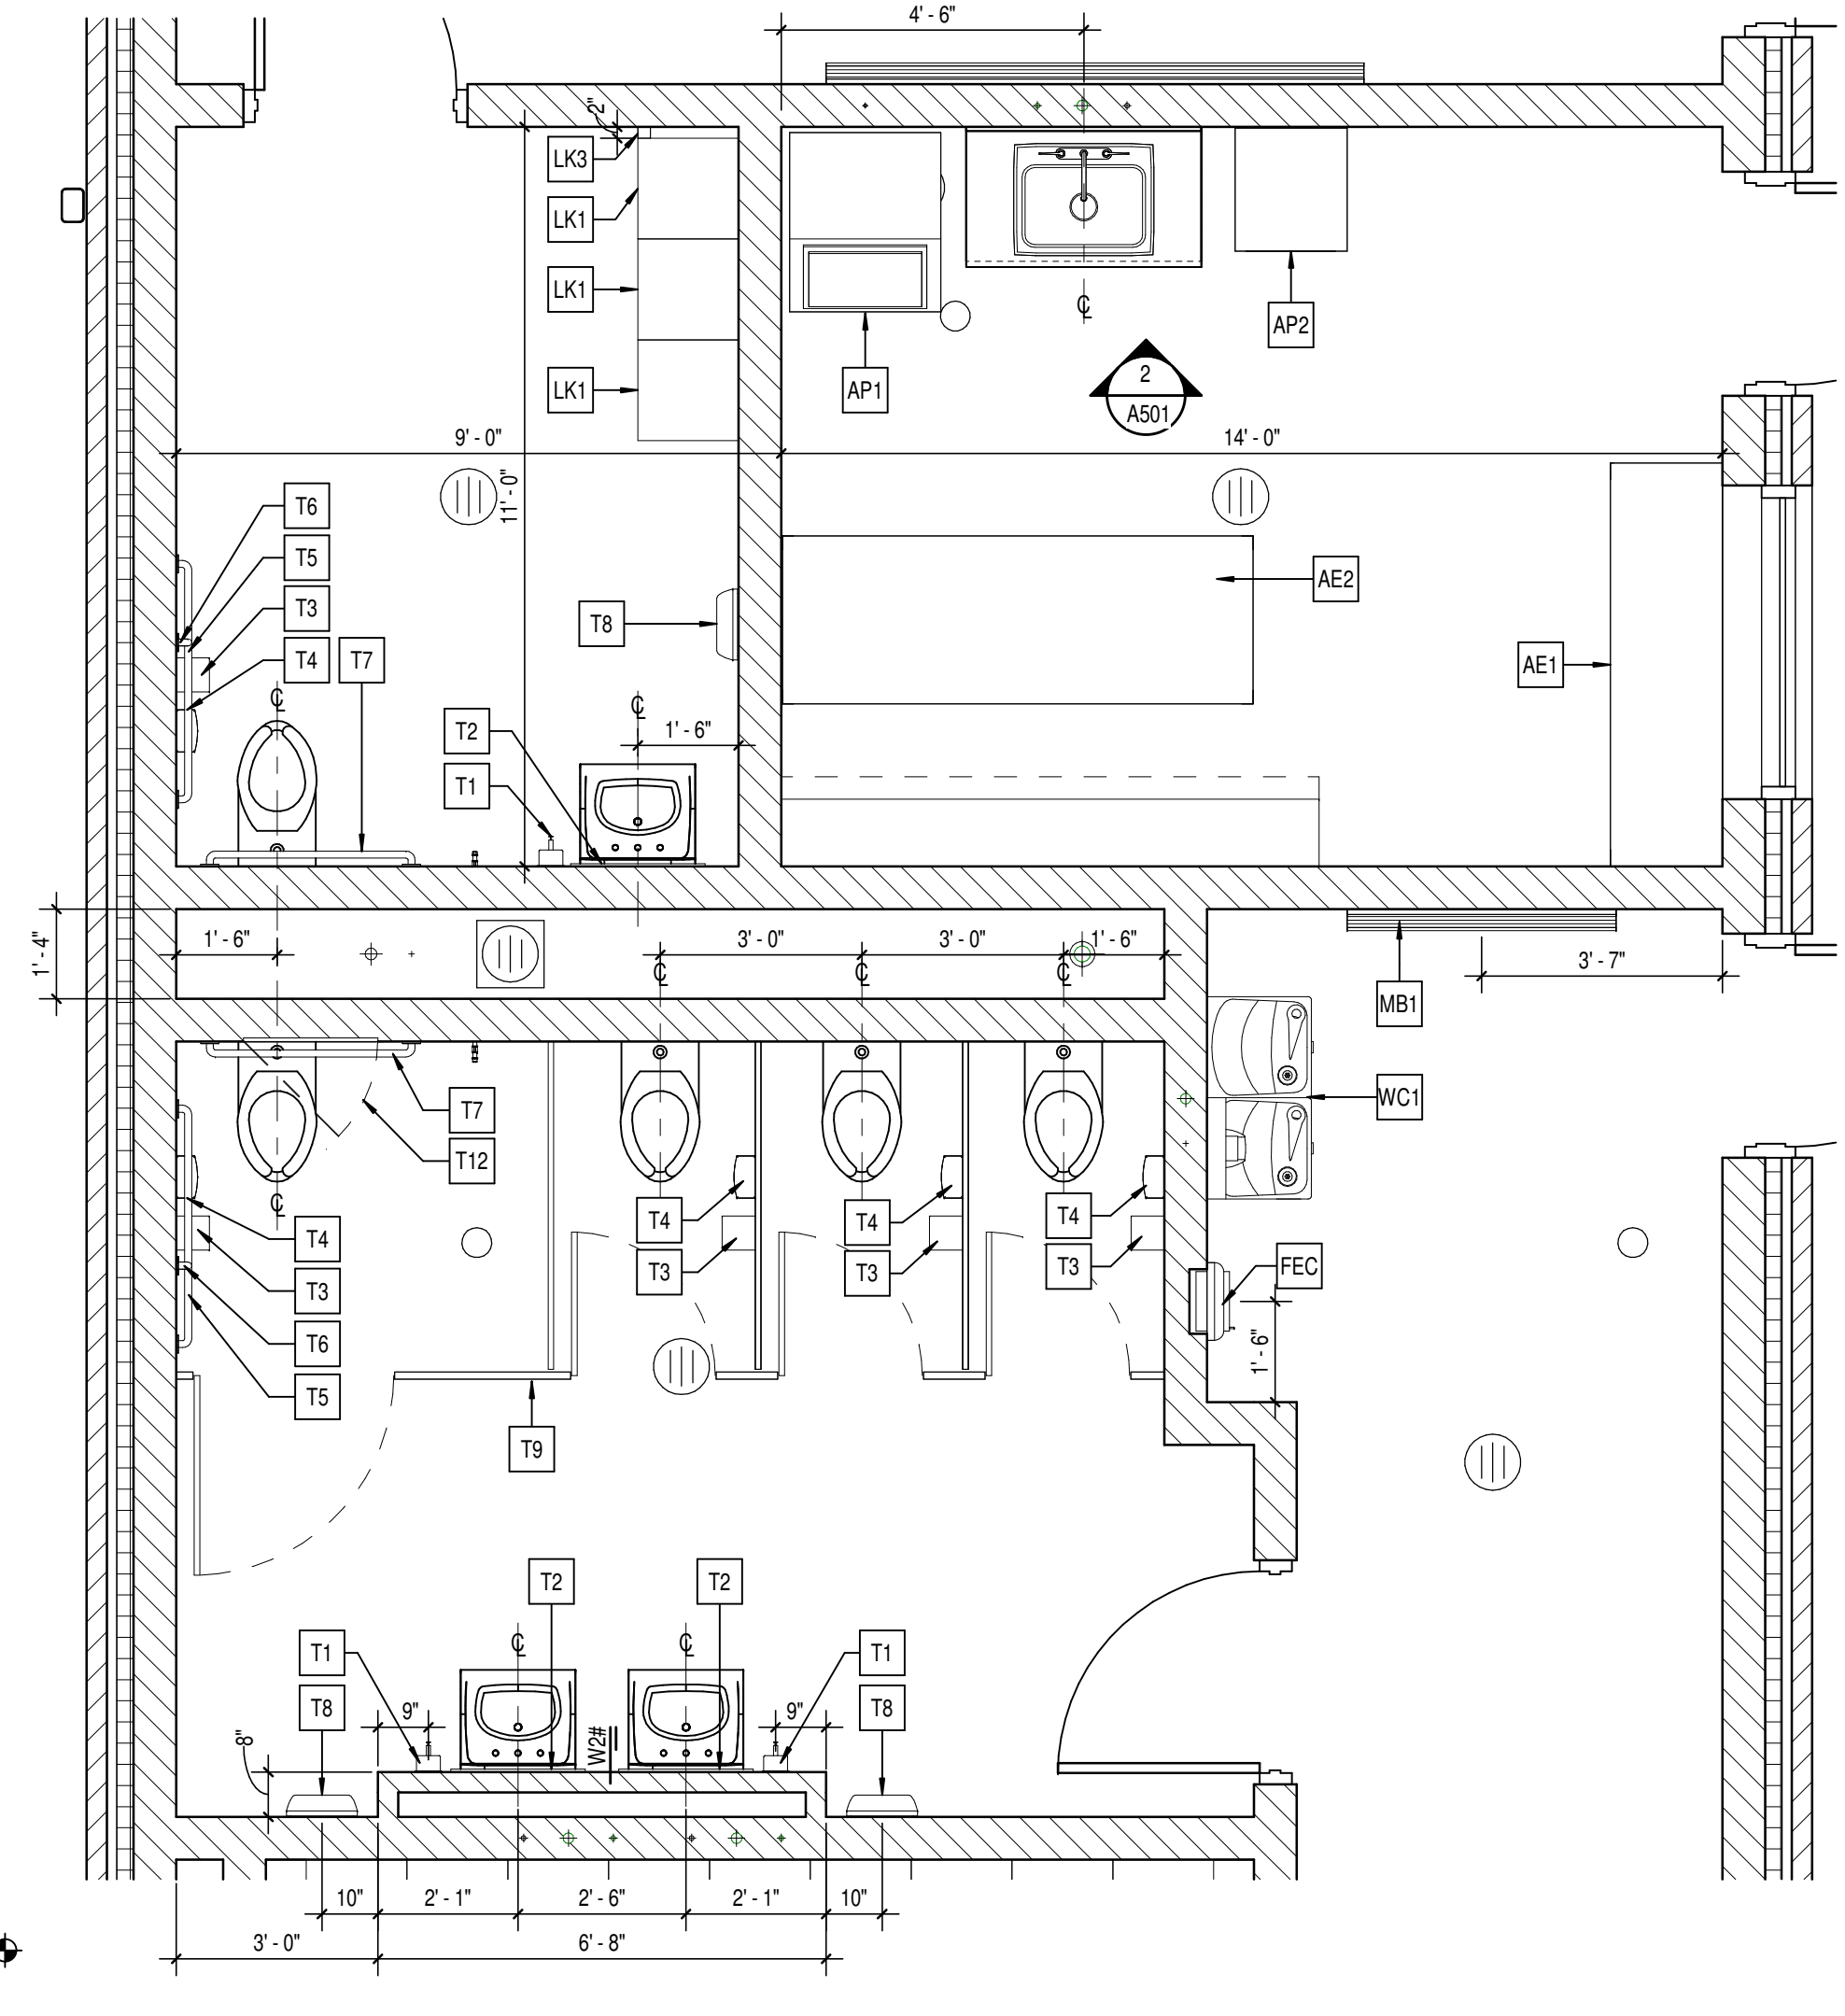 4' - 6"
2"
LK3
LK1
LK1
LK1
AP1
AP2
2
A501
9' - 0"
14' - 0"
11' - 0"
T6
T5
T3
T4
T7
T8
AE2
AE1
T2
T1
1' - 6"
1' - 4"
1' - 6"
3' - 0"
3' - 0"
1' - 6"
3' - 7"
MB1
WC1
T7
T12
T4
T3
T6
T5
T4
T3
T4
T3
T4
T3
FEC
1' - 6"
T9
T2
T2
T1
T8
9"
8"
W2#
9"
T1
T8
10"
2' - 1"
2' - 6"
2' - 1"
10"
3' - 0"
6' - 8"